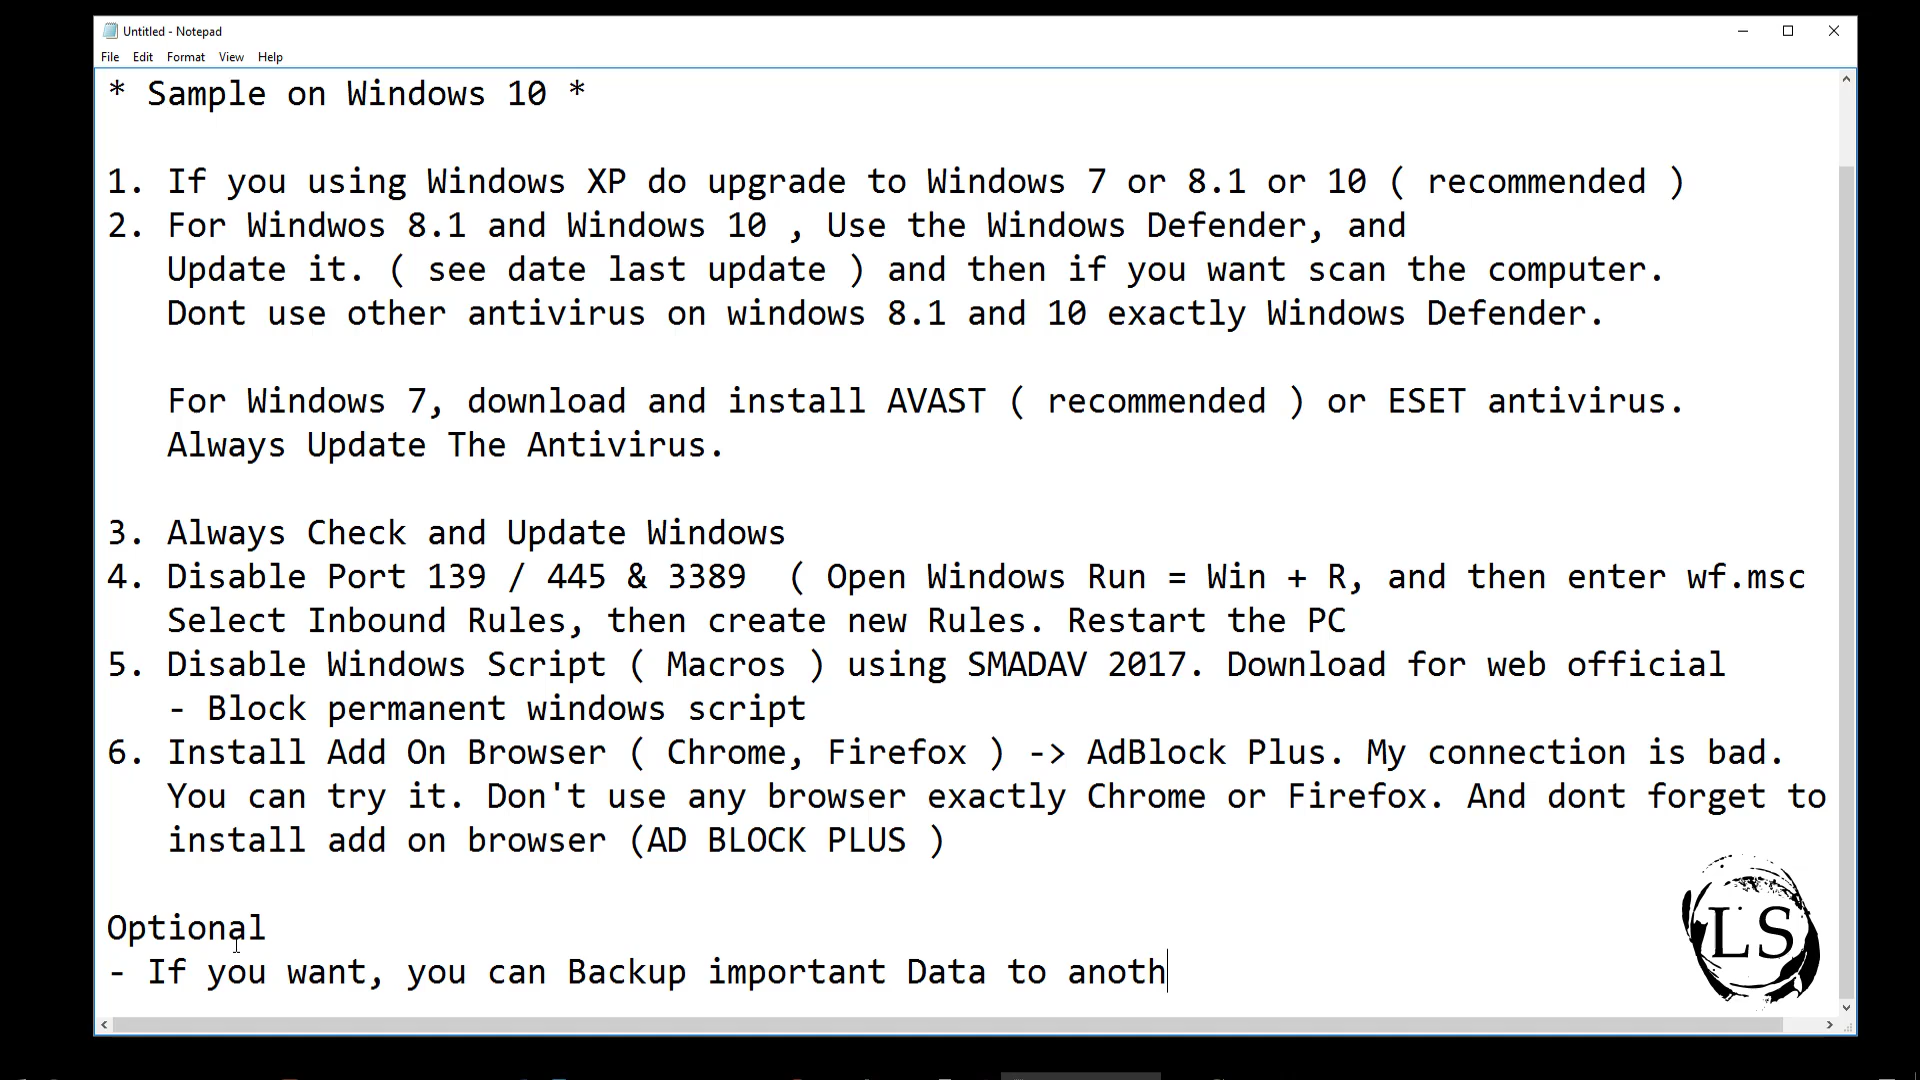 Untitled - Notepad
File Edit Format View Help
* Sample on Windows 10 *
1. If you using Windows XP do upgrade to Windows 7 or 8.1 or 10 ( recommended )
2. For Windwos 8.1 and Windows 10 , Use the Windows Defender, and
Update it. ( see date last update ) and then if you want scan the computer.
Dont use other antivirus on windows 8.1 and 10 exactly Windows Defender.
For Windows 7, download and install AVAST ( recommended ) or ESET antivirus.
Always Update The Antivirus.
3. Always Check and Update Windows
4. Disable Port 139 / 445 & 3389  ( Open Windows Run = Win + R, and then enter wf.msc
Select Inbound Rules, then create new Rules. Restart the PC
5. Disable Windows Script ( Macros ) using SMADAV 2017. Download for web official
- Block permanent windows script
6. Install Add On Browser ( Chrome, Firefox ) -> AdBlock Plus. My connection is bad.
You can try it. Don't use any browser exactly Chrome or Firefox. And dont forget to
install add on browser (AD BLOCK PLUS )
Optional
- If you want, you can Backup important Data to anoth
LS